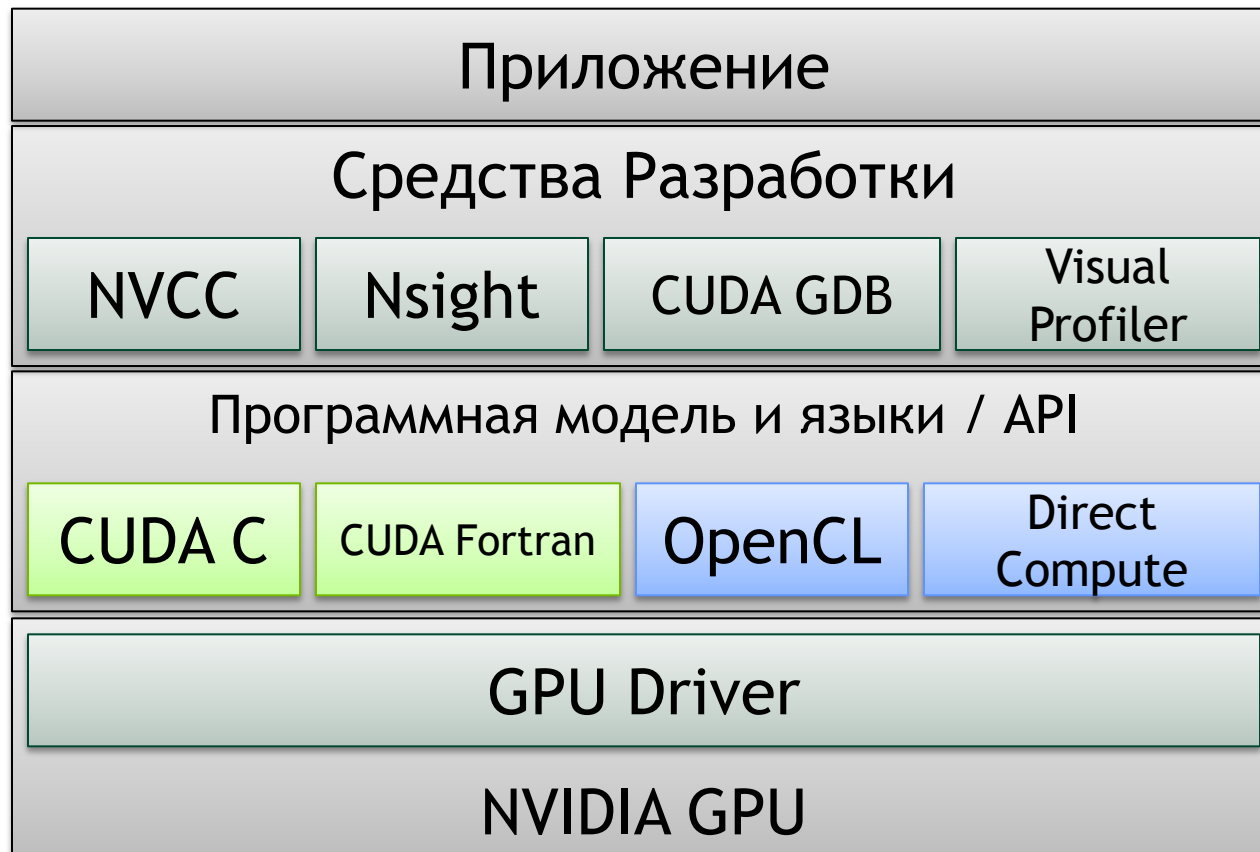 Приложение
Средства Разработки
NVCC
Nsight
CUDA GDB
Visual
Profiler
Программная модель и языки / API
CUDA C
CUDA Fortran
OpenCL
Direct
Compute
GPU Driver
NVIDIA GPU